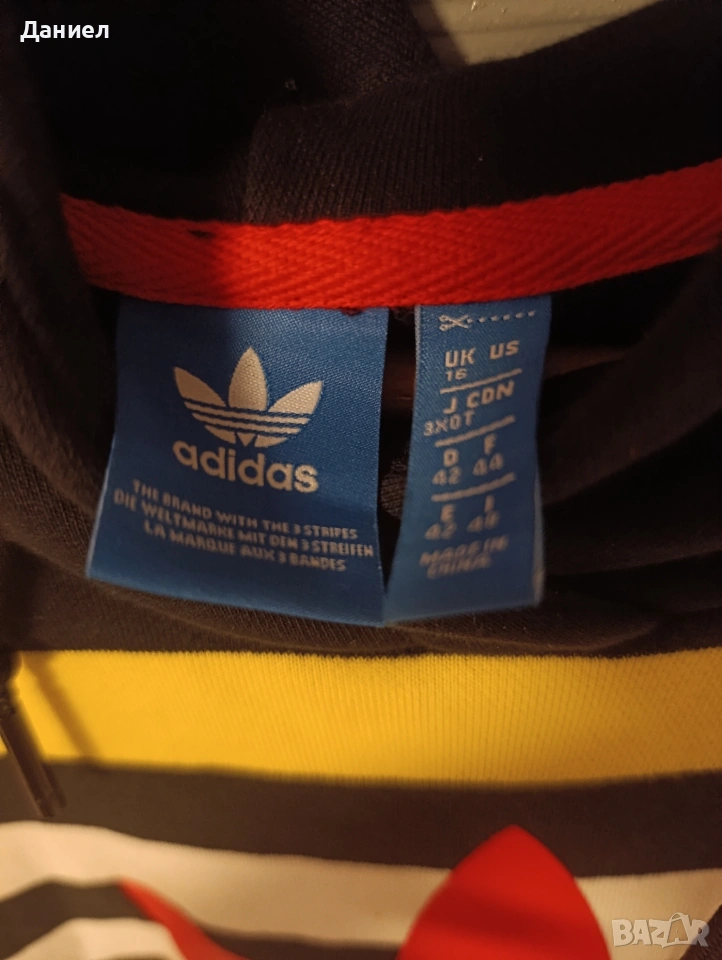 Даниел
adidas
THE BRAND WITH THE 3 STRIPES
DIE WELTMARKE MIT DEN 3 STREIFEN
LA MARQUE AUX 3 BANDES
UK US
16
J CDN
3XOT
D F
42 44
E I
42 48
MADE IN
CHINA
BAZAR